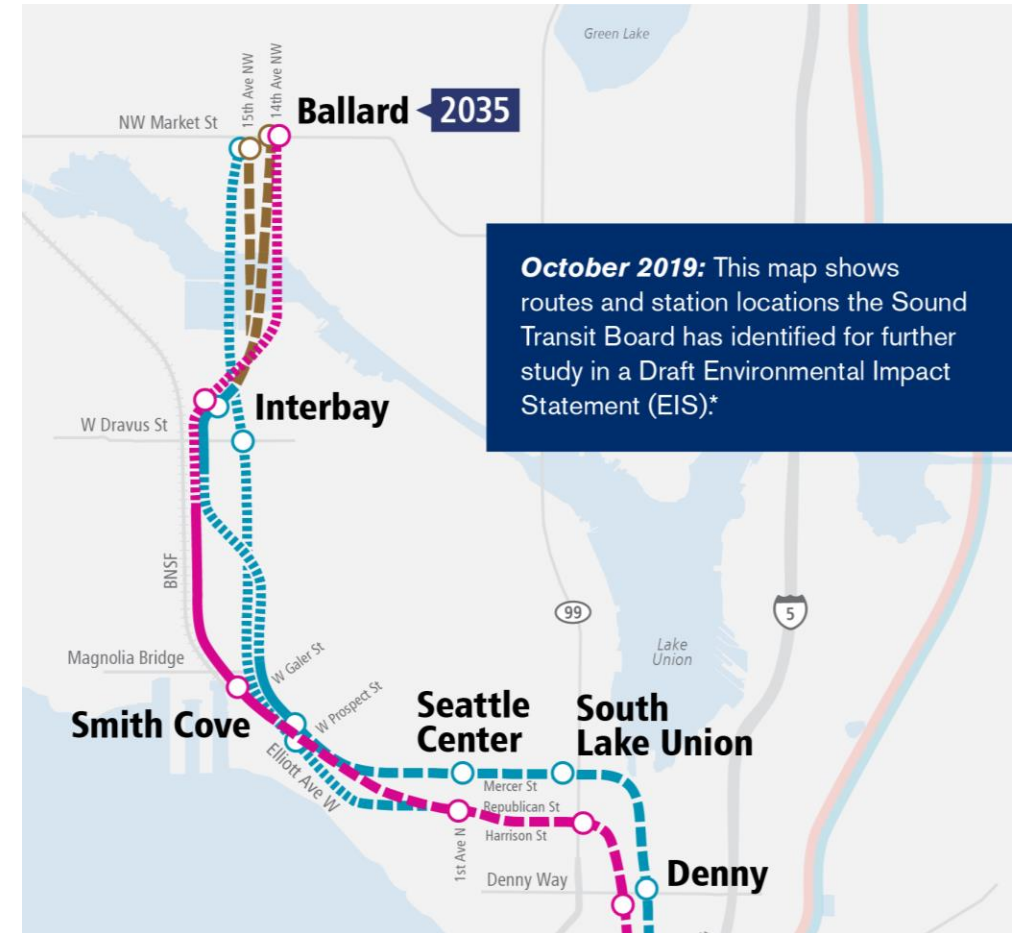 Green Lake
15th Ave NW
14th Ave NW
Ballard
2035
NW Market St
October 2019: This map shows
routes and station locations the Sound
Transit Board has identified for further
study in a Draft Environmental Impact
Statement (EIS).*
Interbay
W Dravus St
BNSF
99
5
Lake
Union
Magnolia Bridge
W Galer St
W Prospect St
Smith Cove
Elliott Ave W
Seattle
Center
South
Lake Union
Mercer St
Republican St
Harrison St
1st Ave N
Denny Way
Denny